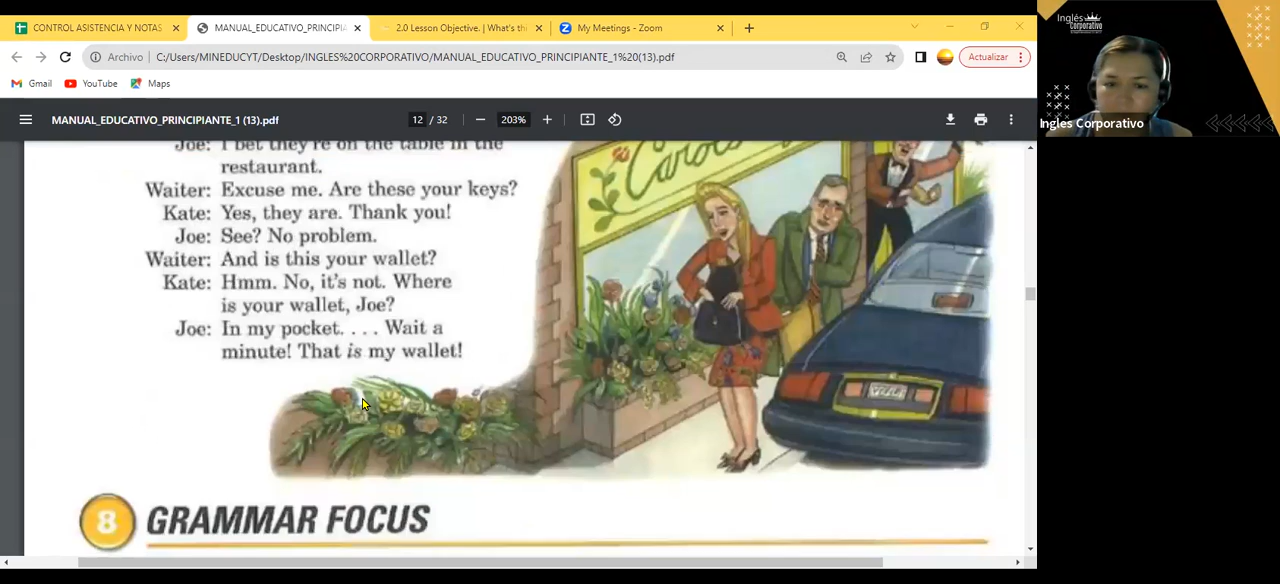 CONTROL ASISTENCIA Y NOTAS
MANUAL_EDUCATIVO_PRINCIPIA
2.0 Lesson Objective. | What's th
My Meetings - Zoom
Archivo
C:/Users/MINEDUCYT/Desktop/INGLES%20CORPORATIVO/MANUAL_EDUCATIVO_PRINCIPIANTE_1%20(13).pdf
Actualizar
Gmail
YouTube
Maps
MANUAL_EDUCATIVO_PRINCIPIANTE_1 (13).pdf
12 / 32
203%
Inglés
Corporativo
Ingles Corporativo
Joe: I bet they're on the table in the
restaurant.
Waiter: Excuse me. Are these your keys?
Kate: Yes, they are. Thank you!
Joe: See? No problem.
Waiter: And is this your wallet?
Kate: Hmm. No, it's not. Where
is your wallet, Joe?
Joe: In my pocket. . . . Wait a
minute! That is my wallet!
8 GRAMMAR FOCUS